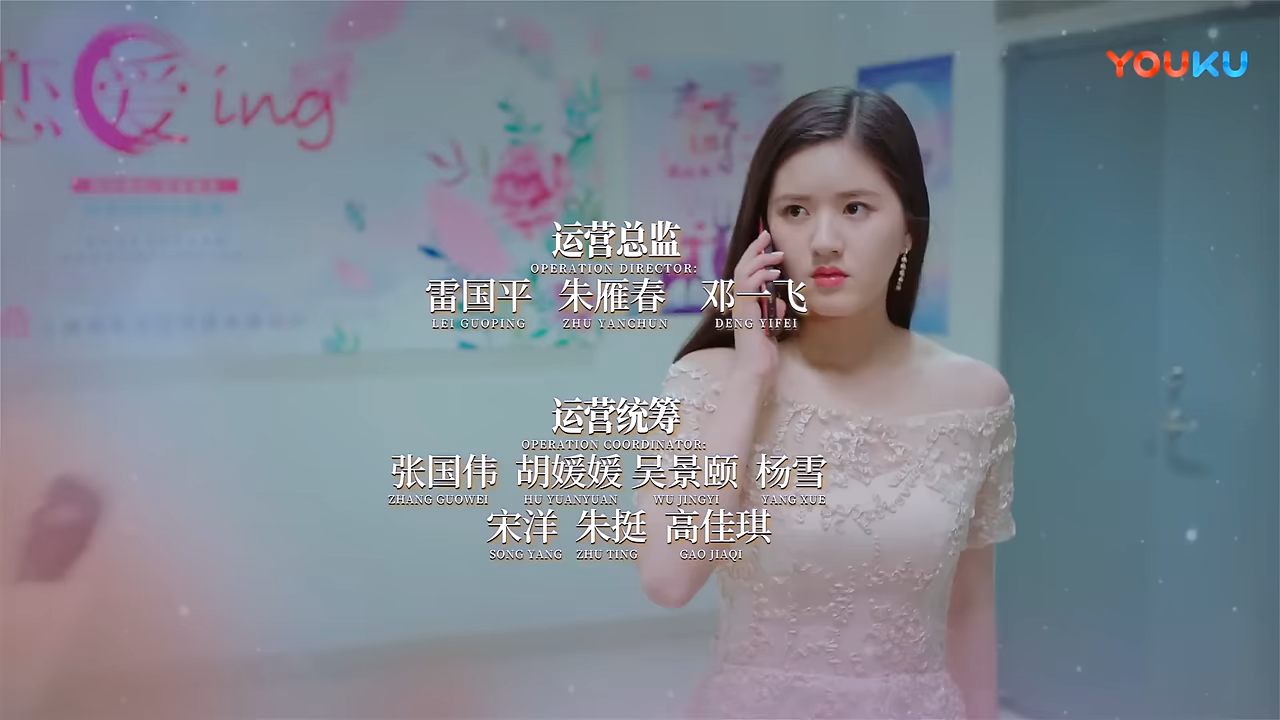 YOUKU
恋爱ing
运营总监
OPERATION DIRECTOR:
雷国平 朱雁春 邓一飞
LEI GUOPING ZHU YANCHUN DENG YIFEI
运营统筹
OPERATION COORDINATOR:
张国伟 胡媛媛 吴景颐 杨雪
ZHANG GUOWEI HU YUANYUAN WU JINGYI YANG XUE
宋洋 朱挺 高佳琪
SONG YANG ZHU TING GAO JIAQI